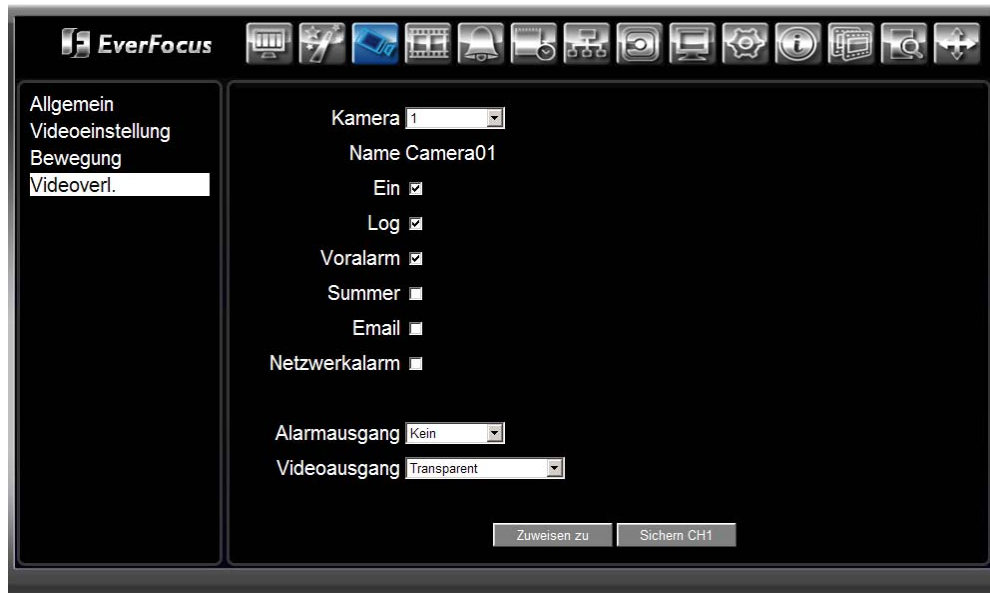 EverFocus
Allgemein
Videoeinstellung
Bewegung
Videoverl.
Kamera 1
Name Camera01
Ein
Log
Voralarm
Summer
Email
Netzwerkalarm
Alarmausgang Kein
Videoausgang Transparent
Zuweisen zu Sichern CH1